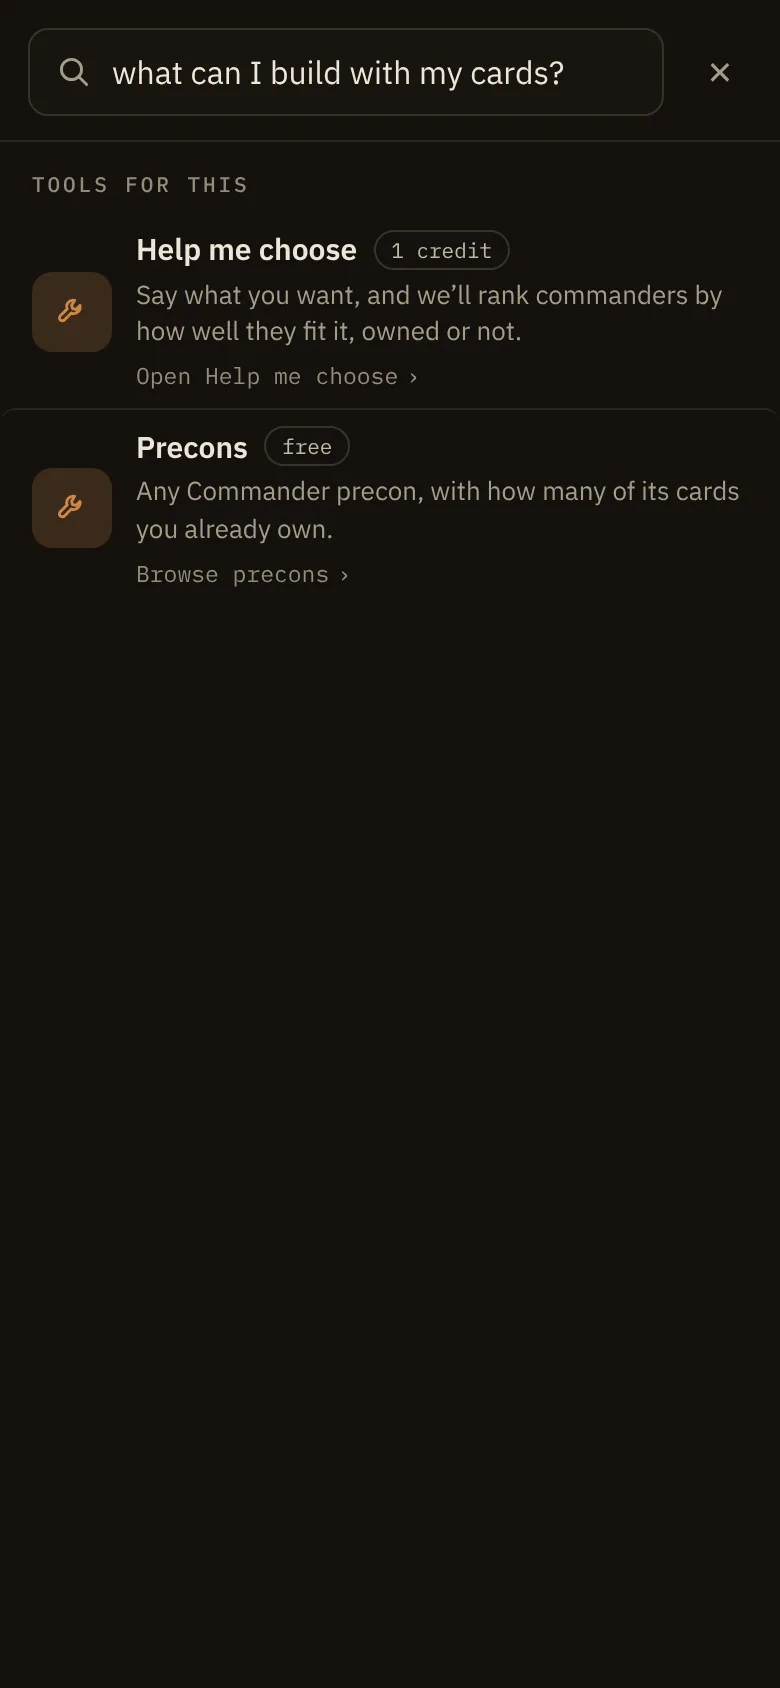 what can I build with my cards?
TOOLS FOR THIS
Help me choose 1 credit
Say what you want, and we’ll rank commanders by
how well they fit it, owned or not.
Open Help me choose ›
Precons free
Any Commander precon, with how many of its cards
you already own.
Browse precons ›